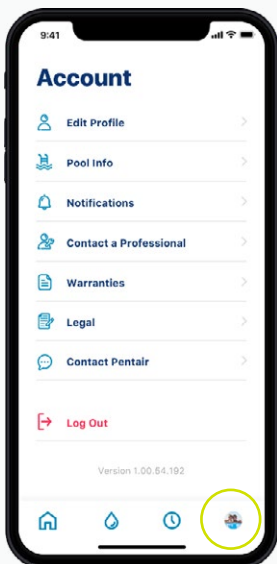 9:41
Account
Edit Profile
Pool Info
Notifications
Contact a Professional
Warranties
Legal
Contact Pentair
Log Out
Version 1.00.54.192